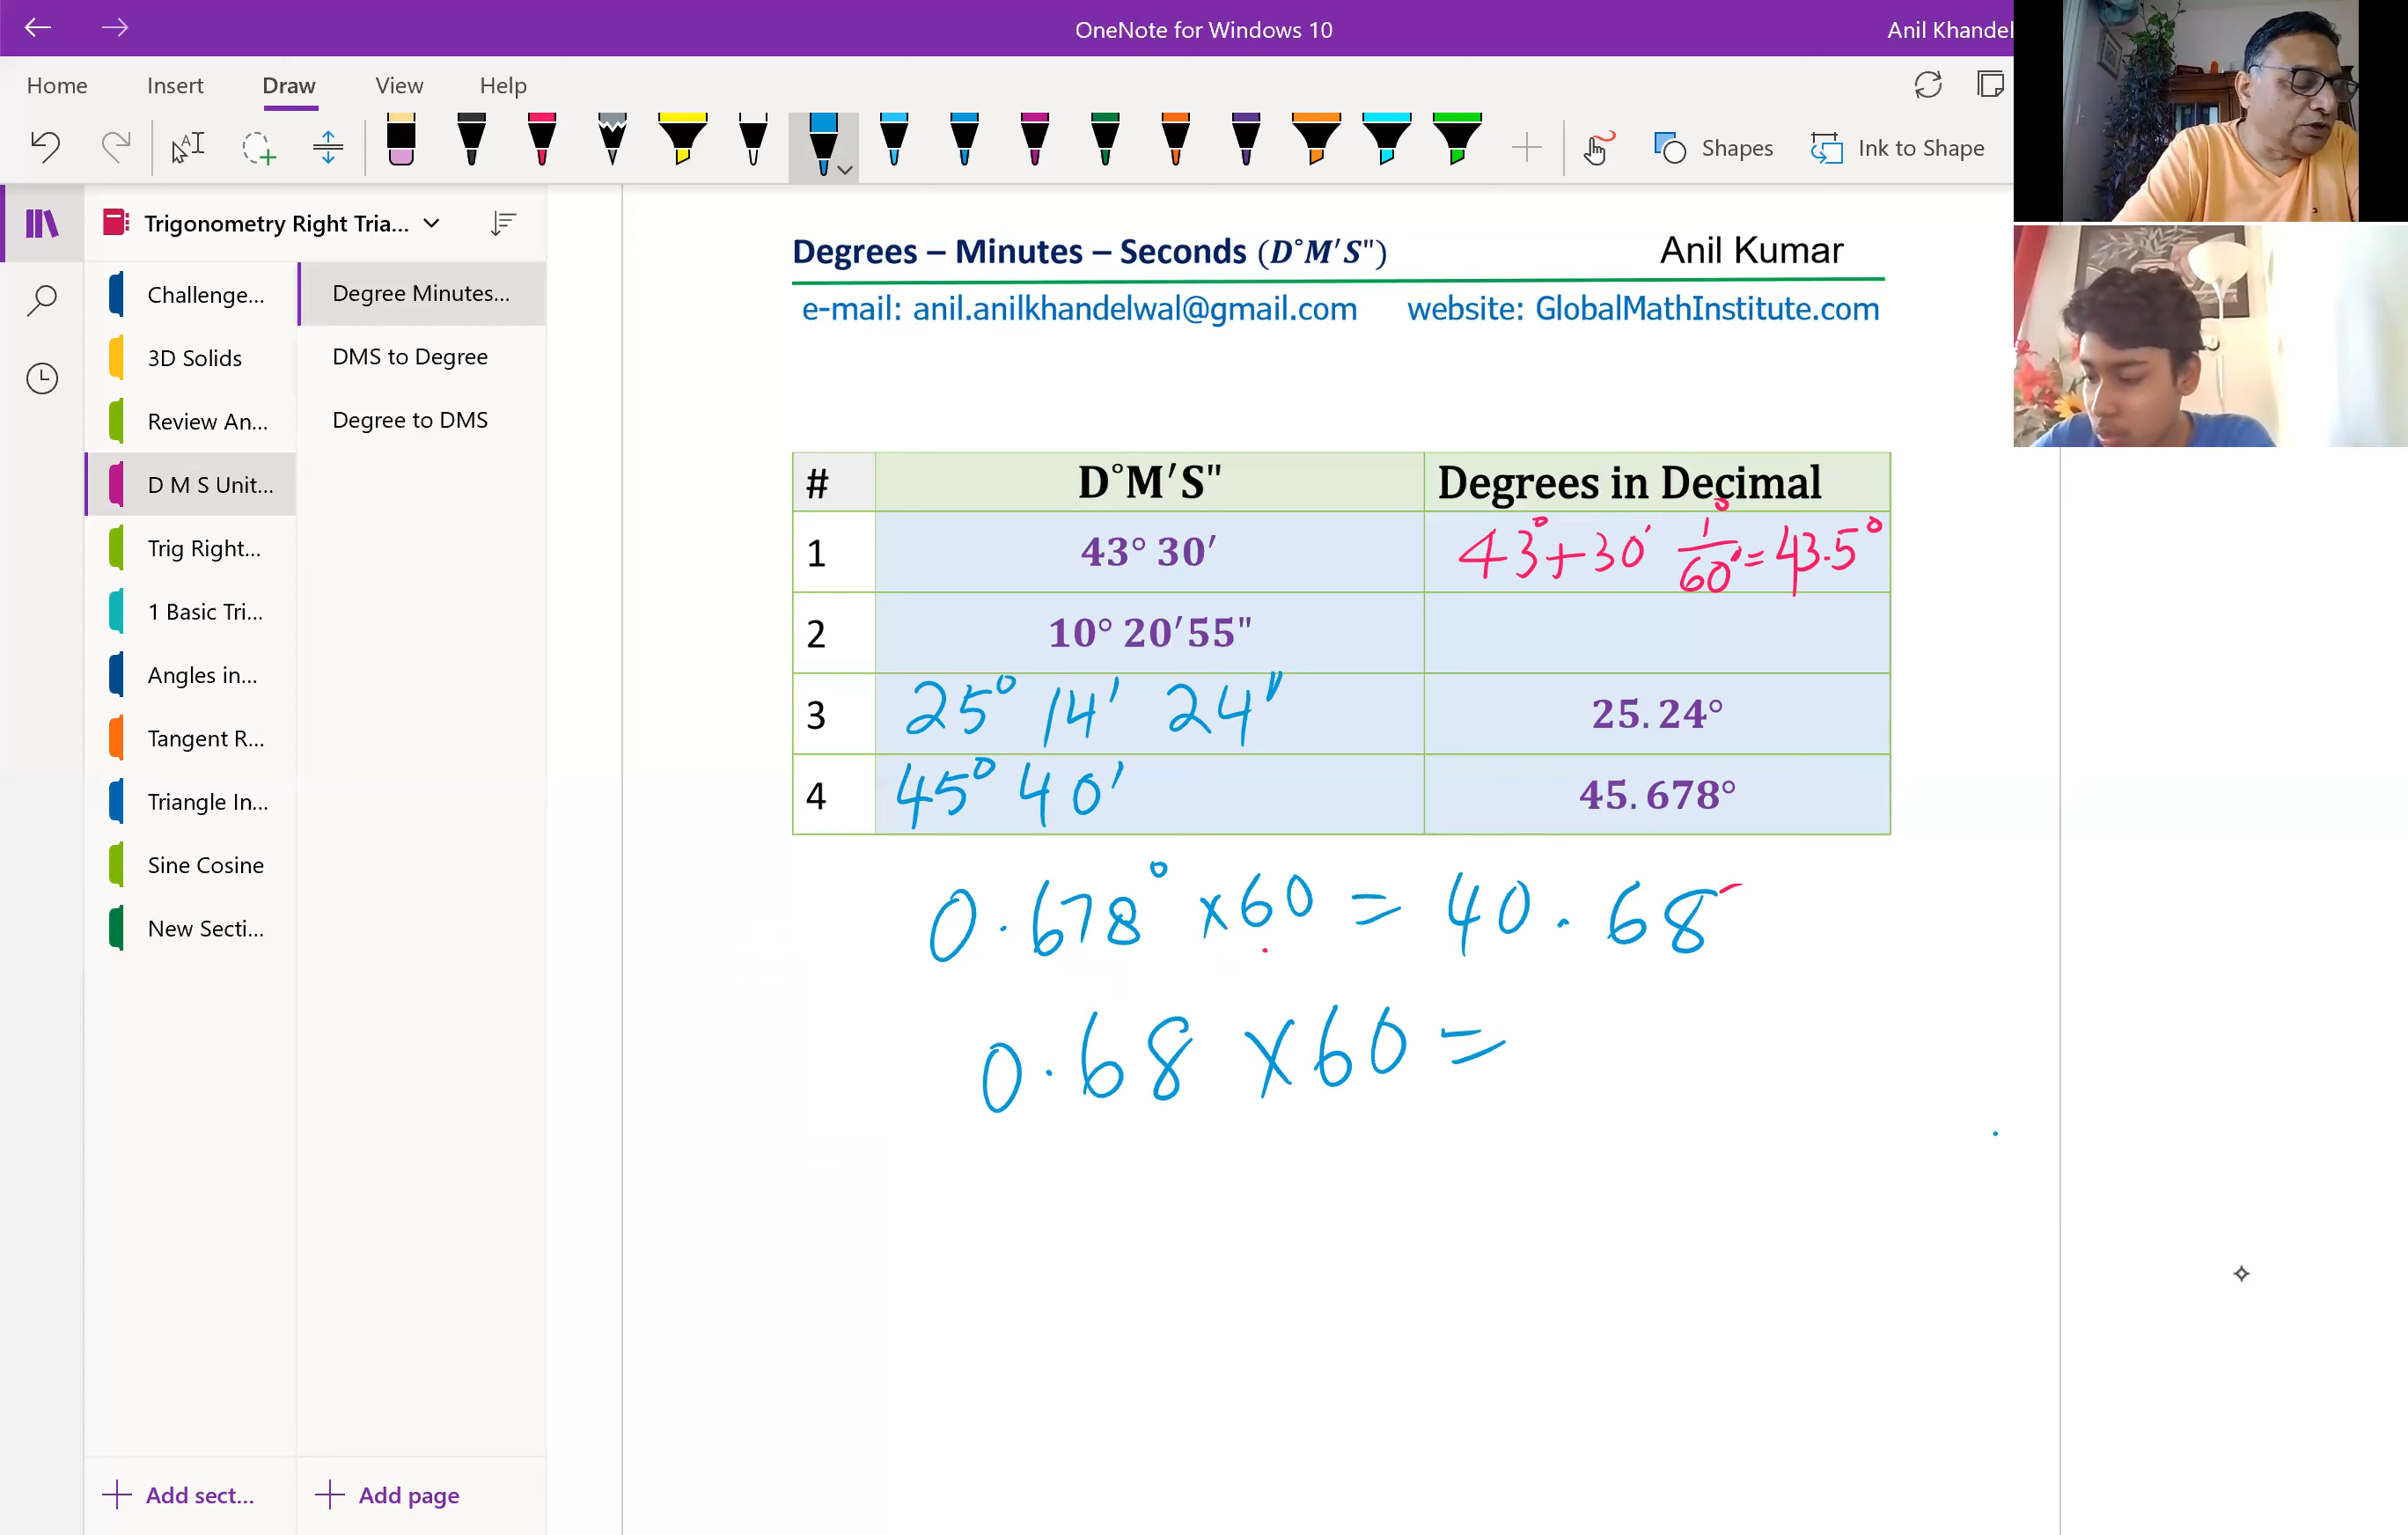 OneNote for Windows 10
Anil Khandel
Home Insert Draw View Help
Shapes Ink to Shape
Trigonometry Right Tria...
Challenge...
3D Solids
Review An...
D M S Unit...
Trig Right...
1 Basic Tri...
Angles in...
Tangent R...
Triangle In...
Sine Cosine
New Secti...
Add sect...
Degree Minutes...
DMS to Degree
Degree to DMS
Add page
Degrees – Minutes – Seconds (D°M'S") Anil Kumar
e-mail: anil.anilkhandelwal@gmail.com website: GlobalMathInstitute.com
# D°M'S" Degrees in Decimal
1 43° 30′ 43° + 30′ 1°/60′ = 43.5°
2 10° 20′55"
3 25° 14′ 24″ 25.24°
4 45° 40′ 45.678°
0.678° × 60 = 40.68′
0.68 × 60 =